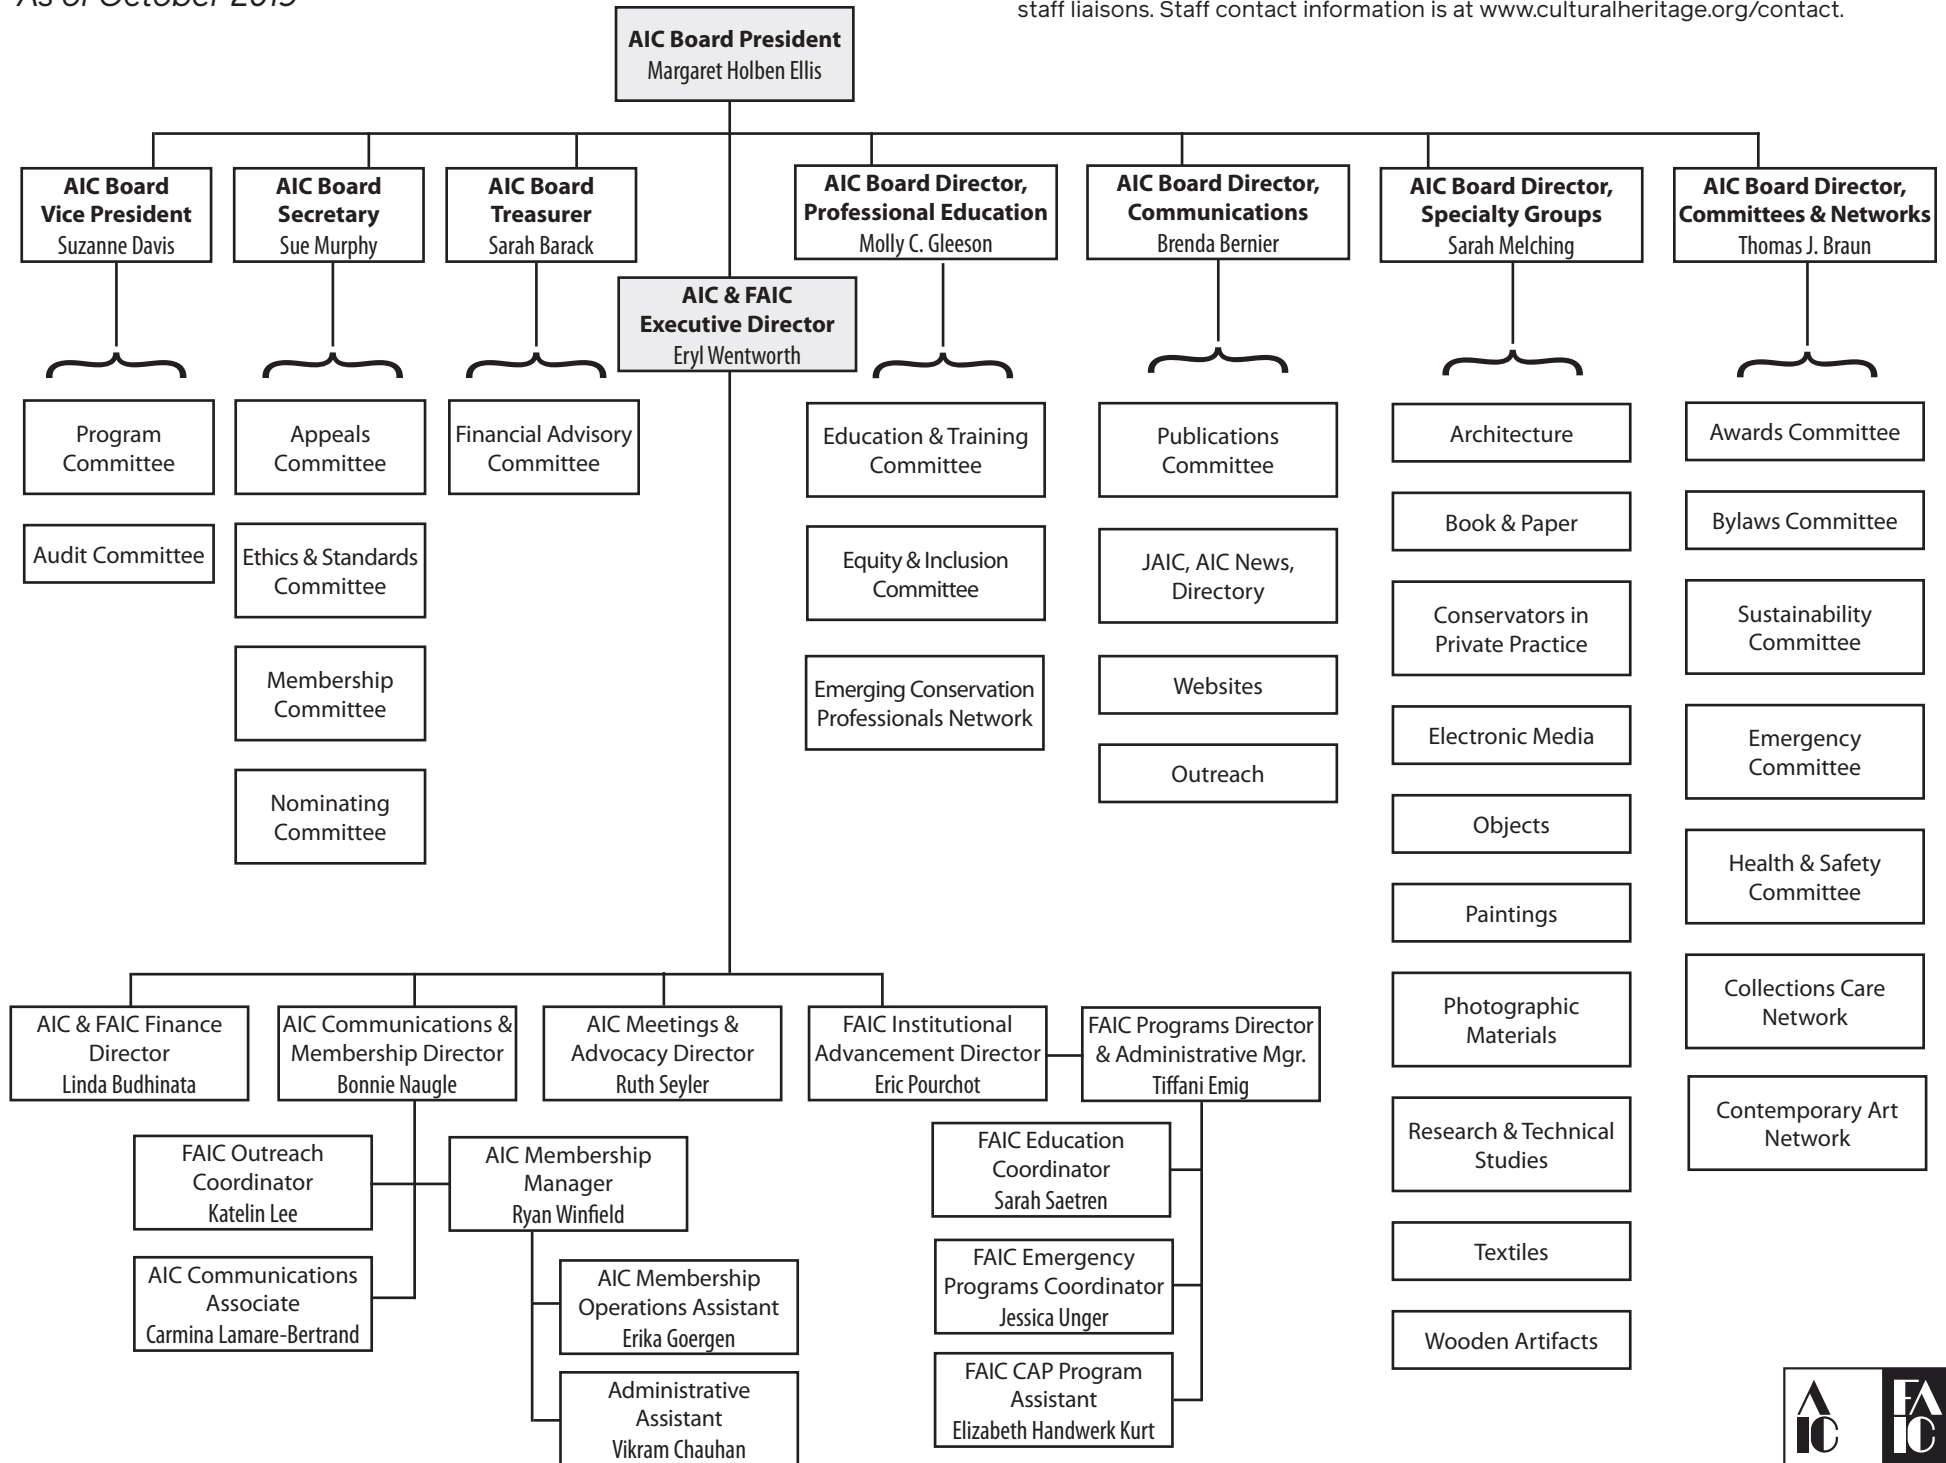 As of October 2019
staff liaisons. Staff contact information is at www.culturalheritage.org/contact.
AIC Board President
Margaret Holben Ellis
AIC Board
Vice President
Suzanne Davis
AIC Board
Secretary
Sue Murphy
AIC Board
Treasurer
Sarah Barack
AIC & FAIC
Executive Director
Eryl Wentworth
AIC Board Director,
Professional Education
Molly C. Gleeson
AIC Board Director,
Communications
Brenda Bernier
AIC Board Director,
Specialty Groups
Sarah Melching
AIC Board Director,
Committees & Networks
Thomas J. Braun
Program
Committee
Audit Committee
Appeals
Committee
Ethics & Standards
Committee
Membership
Committee
Nominating
Committee
Financial Advisory
Committee
Education & Training
Committee
Equity & Inclusion
Committee
Emerging Conservation
Professionals Network
Publications
Committee
JAIC, AIC News,
Directory
Websites
Outreach
Architecture
Book & Paper
Conservators in
Private Practice
Electronic Media
Objects
Paintings
Photographic
Materials
Research & Technical
Studies
Textiles
Wooden Artifacts
Awards Committee
Bylaws Committee
Sustainability
Committee
Emergency
Committee
Health & Safety
Committee
Collections Care
Network
Contemporary Art
Network
AIC & FAIC Finance
Director
Linda Budhinata
AIC Communications &
Membership Director
Bonnie Naugle
AIC Meetings &
Advocacy Director
Ruth Seyler
FAIC Institutional
Advancement Director
Eric Pourchot
FAIC Programs Director
& Administrative Mgr.
Tiffani Emig
FAIC Outreach
Coordinator
Katelin Lee
AIC Membership
Manager
Ryan Winfield
AIC Communications
Associate
Carmina Lamare-Bertrand
AIC Membership
Operations Assistant
Erika Goergen
Administrative
Assistant
Vikram Chauhan
FAIC Education
Coordinator
Sarah Saetren
FAIC Emergency
Programs Coordinator
Jessica Unger
FAIC CAP Program
Assistant
Elizabeth Handwerk Kurt
A
IC
FA
IC